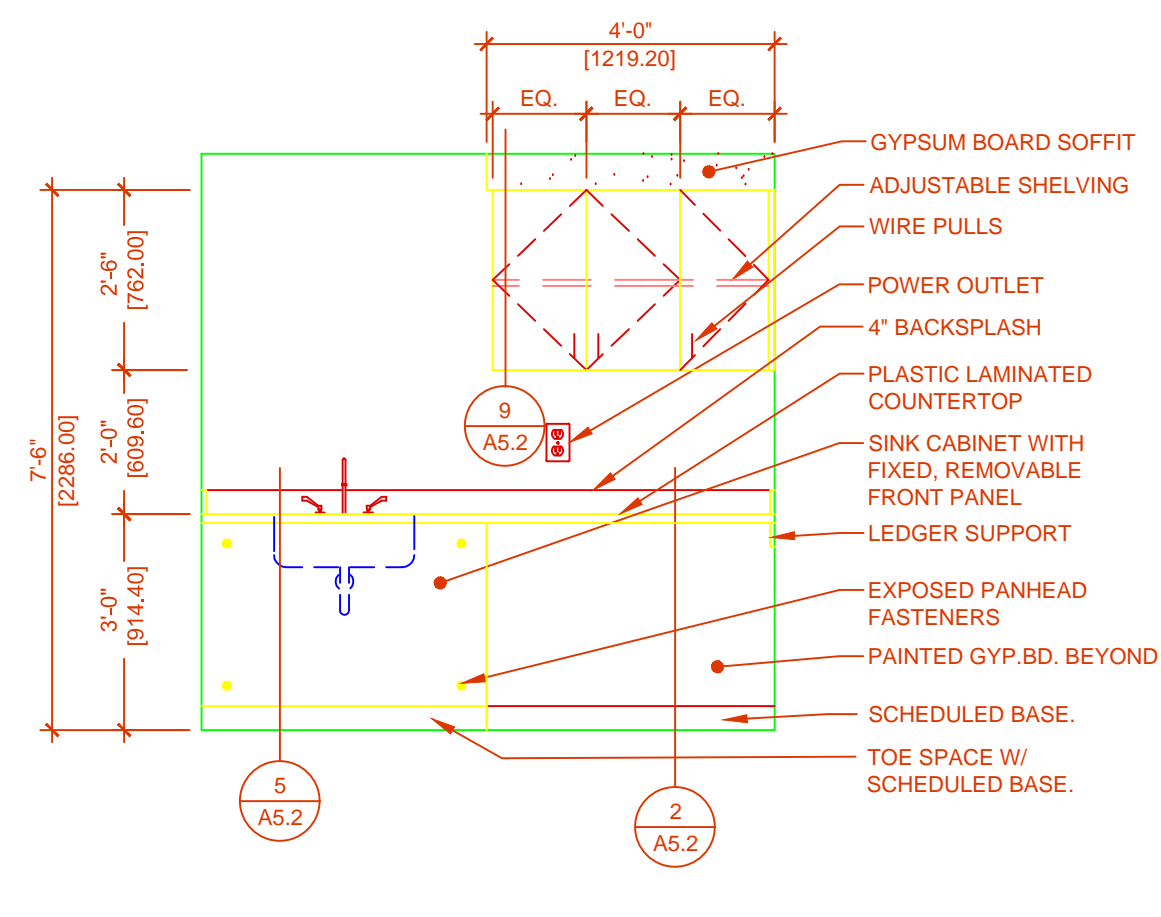 4'-0"
[1219.20]
EQ. EQ. EQ.
GYPSUM BOARD SOFFIT
ADJUSTABLE SHELVING
WIRE PULLS
POWER OUTLET
4" BACKSPLASH
PLASTIC LAMINATED
COUNTERTOP
SINK CABINET WITH
FIXED, REMOVABLE
FRONT PANEL
LEDGER SUPPORT
EXPOSED PANHEAD
FASTENERS
PAINTED GYP.BD. BEYOND
SCHEDULED BASE.
TOE SPACE W/
SCHEDULED BASE.
7'-6"
[2286.00]
2'-6"
[762.00]
2'-0"
[609.60]
3'-0"
[914.40]
9
A5.2
5
A5.2
2
A5.2